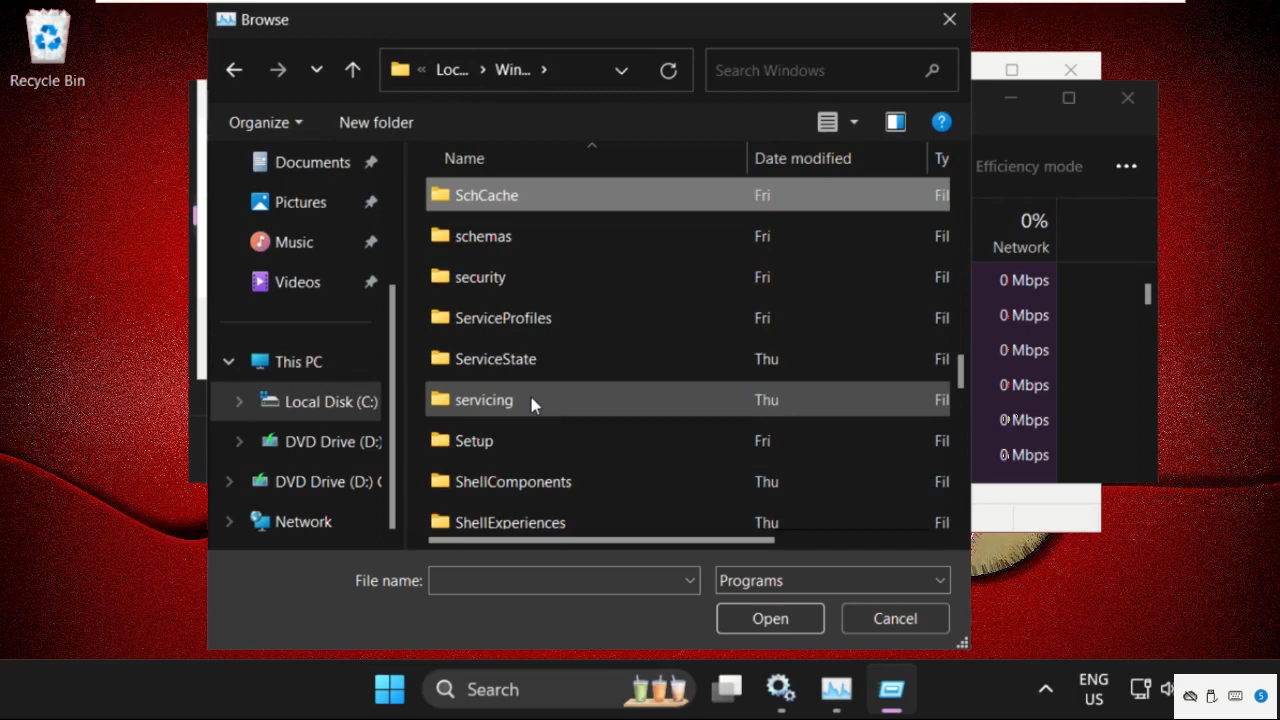 Recycle Bin
Browse
« Loc... > Win... >
Search Windows
Organize
New folder
Efficiency mode
Documents
Pictures
Music
Videos
This PC
Local Disk (C:)
DVD Drive (D:)
DVD Drive (D:) C
Network
Name Date modified Ty
SchCache Fri Fil
schemas Fri Fil
security Fri Fil
ServiceProfiles Fri Fil
ServiceState Thu Fil
servicing Thu Fil
Setup Fri Fil
ShellComponents Thu Fil
ShellExperiences Thu Fil
0%
Network
0 Mbps
0 Mbps
0 Mbps
0 Mbps
0 Mbps
0 Mbps
File name:
Programs
Open
Cancel
Search
ENG
US
5